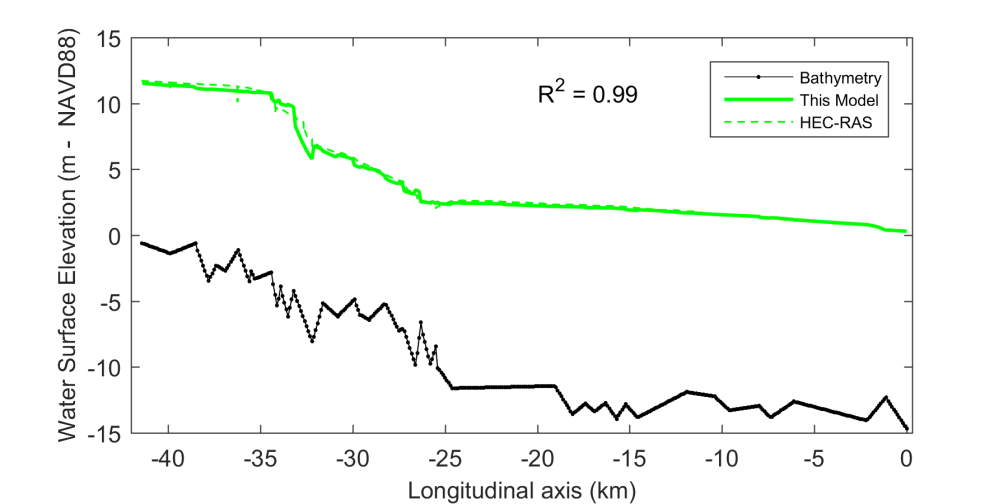 15
10
5
0
-5
-10
-15
Water Surface Elevation (m - NAVD88)
R2 = 0.99
Bathymetry
This Model
HEC-RAS
-40 -35 -30 -25 -20 -15 -10 -5 0
Longitudinal axis (km)